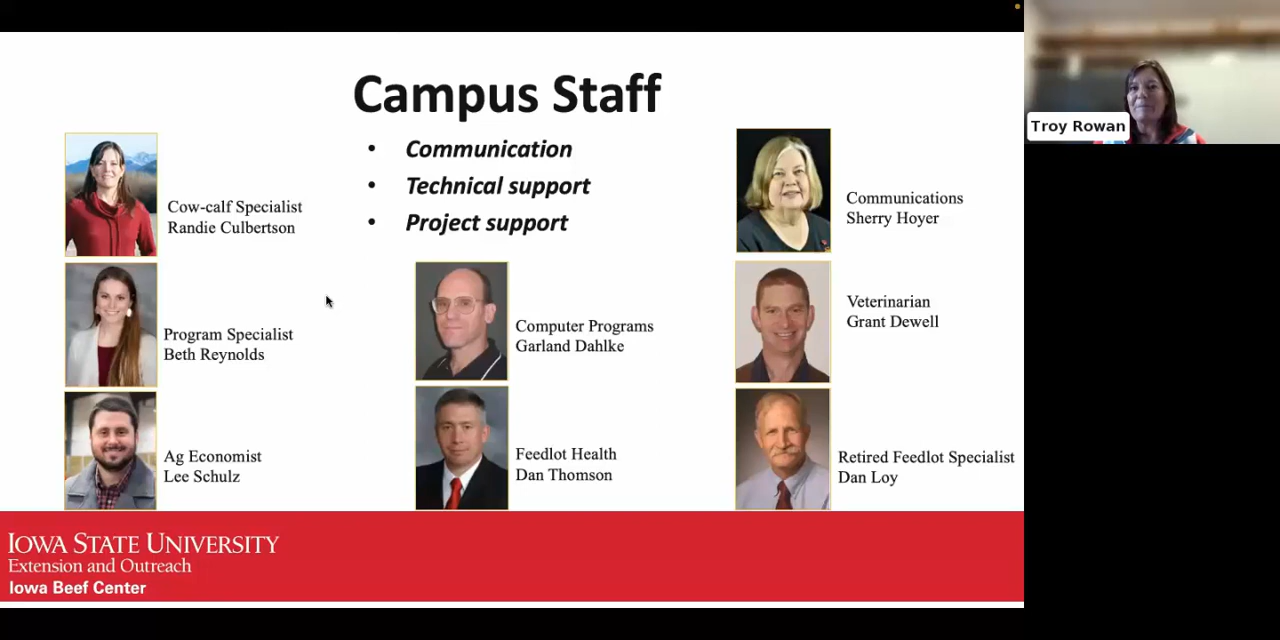 Campus Staff
• Communication
• Technical support
• Project support
Cow-calf Specialist
Randie Culbertson
Communications
Sherry Hoyer
Program Specialist
Beth Reynolds
Computer Programs
Garland Dahlke
Veterinarian
Grant Dewell
Ag Economist
Lee Schulz
Feedlot Health
Dan Thomson
Retired Feedlot Specialist
Dan Loy
IOWA STATE UNIVERSITY
Extension and Outreach
Iowa Beef Center
Troy Rowan